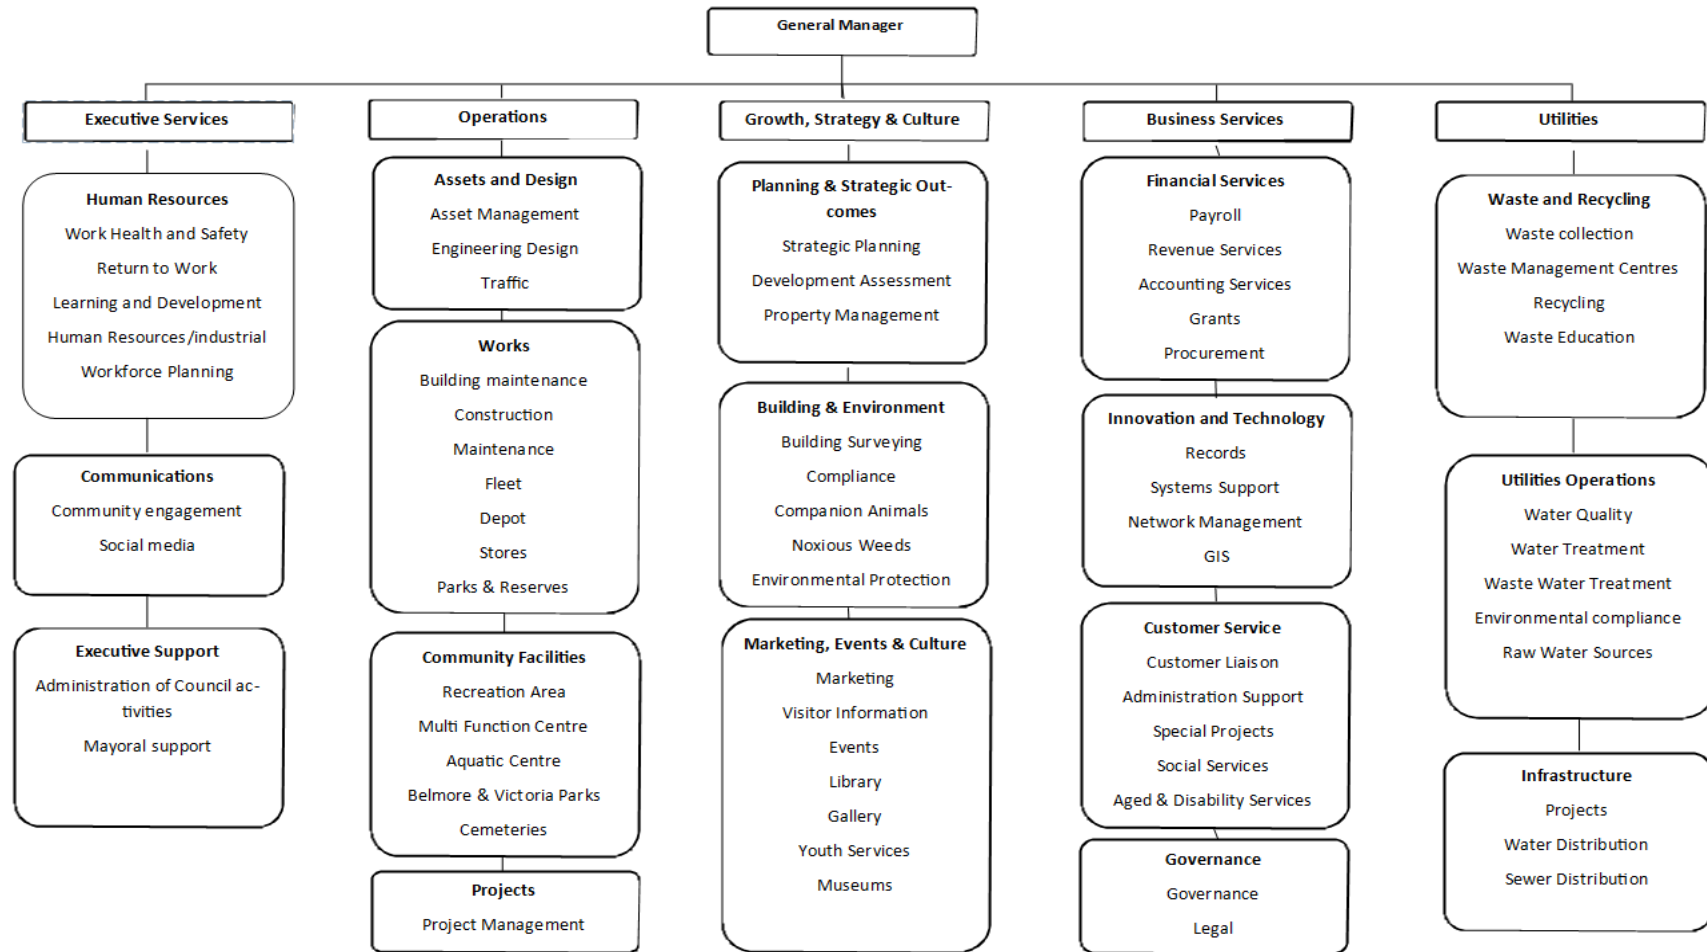 General Manager
Executive Services
Human Resources
Work Health and Safety
Return to Work
Learning and Development
Human Resources/industrial
Workforce Planning
Communications
Community engagement
Social media
Executive Support
Administration of Council ac-
tivities
Mayoral support
Operations
Assets and Design
Asset Management
Engineering Design
Traffic
Works
Building maintenance
Construction
Maintenance
Fleet
Depot
Stores
Parks & Reserves
Community Facilities
Recreation Area
Multi Function Centre
Aquatic Centre
Belmore & Victoria Parks
Cemeteries
Projects
Project Management
Growth, Strategy & Culture
Planning & Strategic Out-
comes
Strategic Planning
Development Assessment
Property Management
Building & Environment
Building Surveying
Compliance
Companion Animals
Noxious Weeds
Environmental Protection
Marketing, Events & Culture
Marketing
Visitor Information
Events
Library
Gallery
Youth Services
Museums
Business Services
Financial Services
Payroll
Revenue Services
Accounting Services
Grants
Procurement
Innovation and Technology
Records
Systems Support
Network Management
GIS
Customer Service
Customer Liaison
Administration Support
Special Projects
Social Services
Aged & Disability Services
Governance
Governance
Legal
Utilities
Waste and Recycling
Waste collection
Waste Management Centres
Recycling
Waste Education
Utilities Operations
Water Quality
Water Treatment
Waste Water Treatment
Environmental compliance
Raw Water Sources
Infrastructure
Projects
Water Distribution
Sewer Distribution